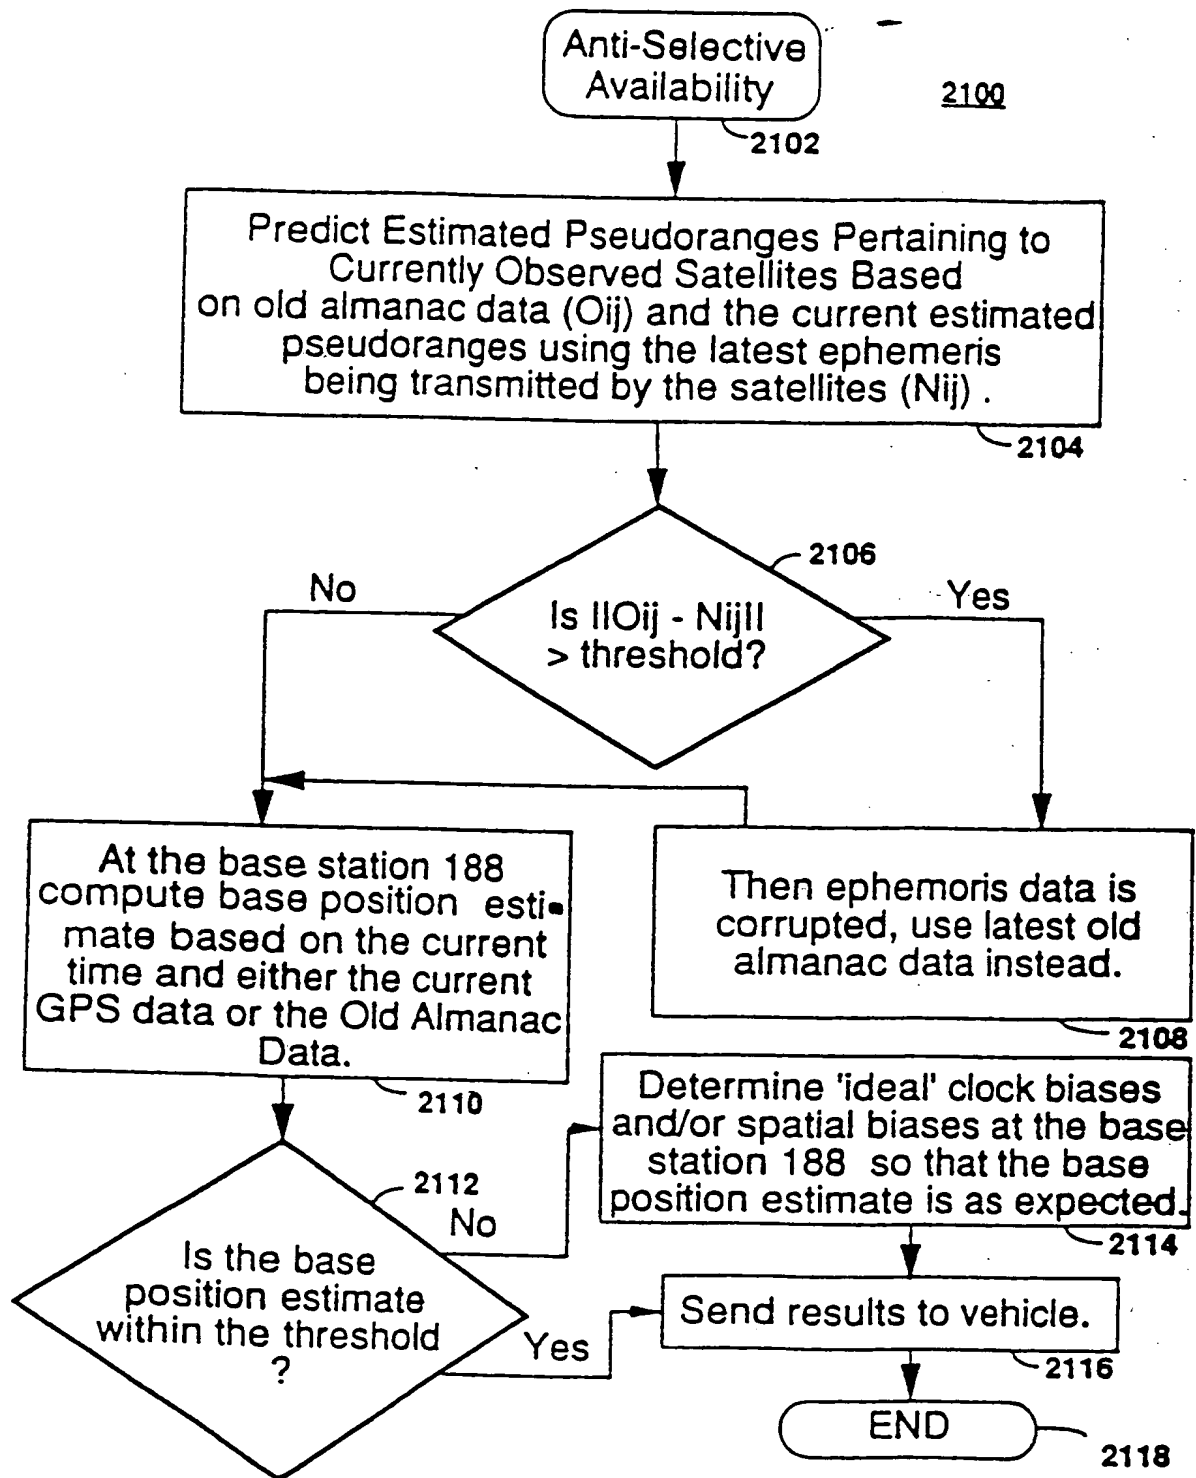 Anti-Selective
Availability
2100
2102
Predict Estimated Pseudoranges Pertaining to
Currently Observed Satellites Based
on old almanac data (Oij) and the current estimated
pseudoranges using the latest ephemeris
being transmitted by the satellites (Nij) .
2104
2106
No
Yes
Is IIOij - NijII
> threshold?
At the base station 188
compute base position esti-
mate based on the current
time and either the current
GPS data or the Old Almanac
Data.
2110
Then ephemoris data is
corrupted, use latest old
almanac data instead.
2108
Determine 'ideal' clock biases
and/or spatial biases at the base
station 188 so that the base
position estimate is as expected.
2114
2112
No
Is the base
position estimate
within the threshold
?
Yes
Send results to vehicle.
2116
END
2118